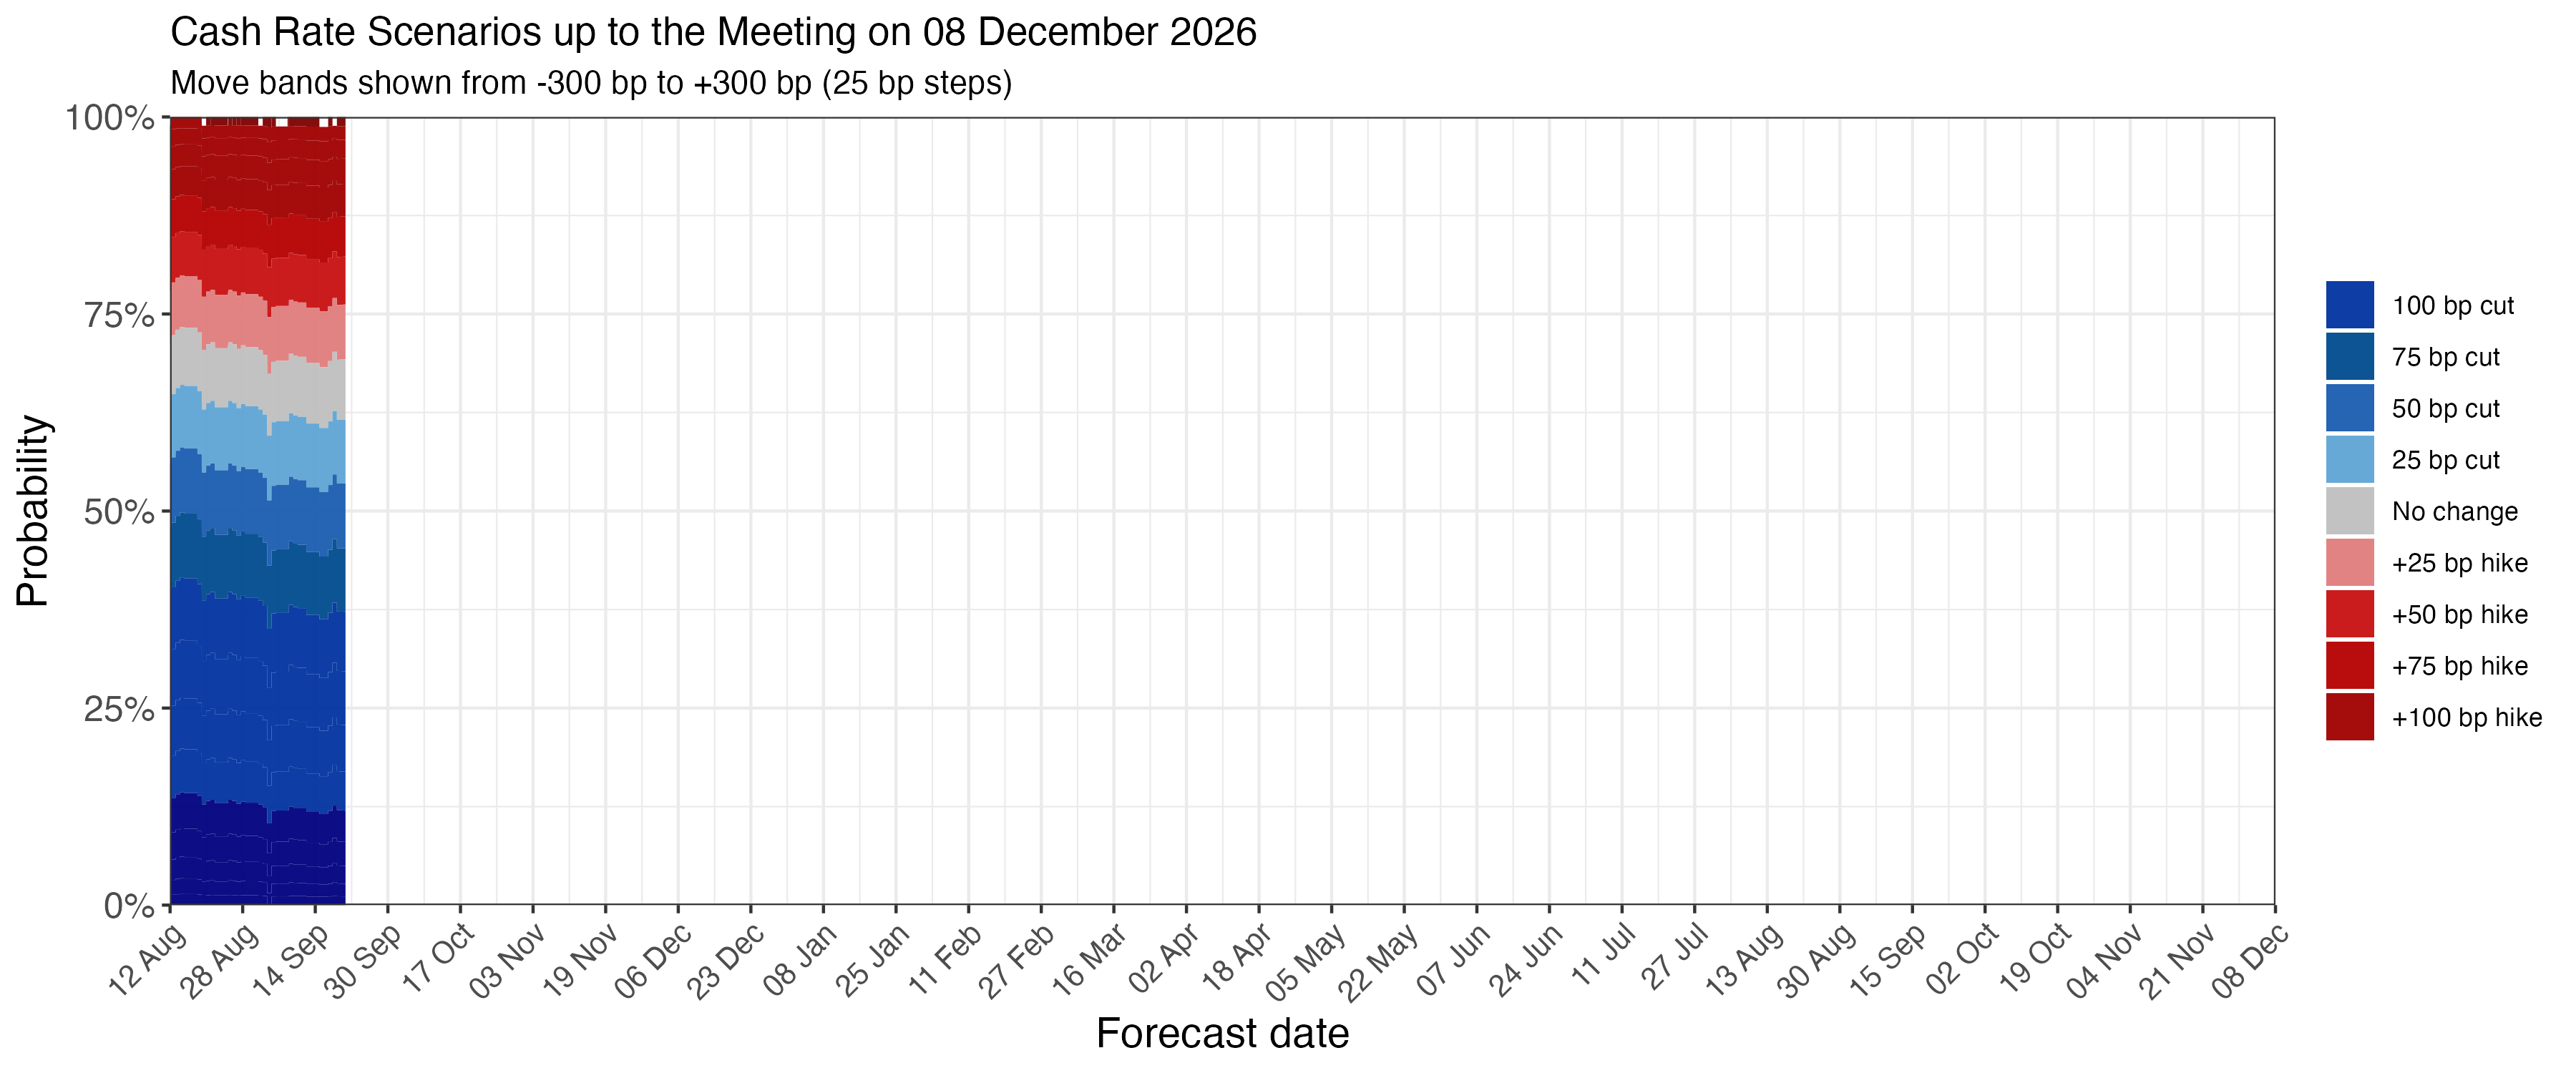 Cash Rate Scenarios up to the Meeting on 08 December 2026
Move bands shown from -300 bp to +300 bp (25 bp steps)
Probability
100%
75%
50%
25%
0%
12 Aug
28 Aug
14 Sep
30 Sep
17 Oct
03 Nov
19 Nov
06 Dec
23 Dec
08 Jan
25 Jan
11 Feb
27 Feb
16 Mar
02 Apr
18 Apr
05 May
22 May
07 Jun
24 Jun
11 Jul
27 Jul
13 Aug
30 Aug
15 Sep
02 Oct
19 Oct
04 Nov
21 Nov
08 Dec
Forecast date
100 bp cut
75 bp cut
50 bp cut
25 bp cut
No change
+25 bp hike
+50 bp hike
+75 bp hike
+100 bp hike